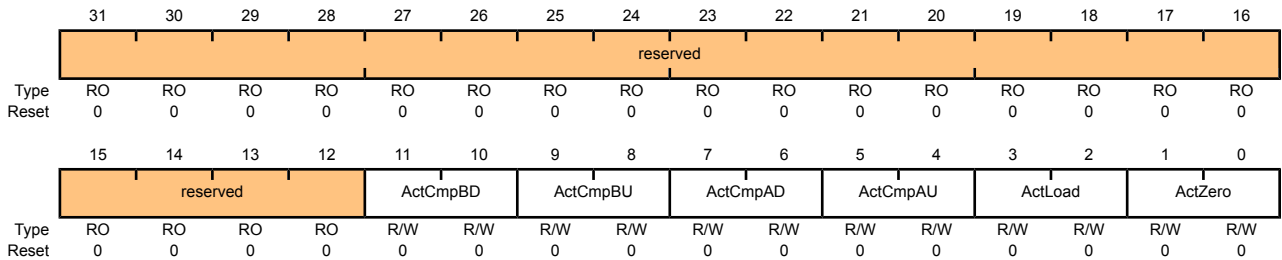 31 30 29 28 27 26 25 24 23 22 21 20 19 18 17 16
reserved
Type RO RO RO RO RO RO RO RO RO RO RO RO RO RO RO RO
Reset 0 0 0 0 0 0 0 0 0 0 0 0 0 0 0 0
15 14 13 12 11 10 9 8 7 6 5 4 3 2 1 0
reserved ActCmpBD ActCmpBU ActCmpAD ActCmpAU ActLoad ActZero
Type RO RO RO RO R/W R/W R/W R/W R/W R/W R/W R/W R/W R/W R/W R/W
Reset 0 0 0 0 0 0 0 0 0 0 0 0 0 0 0 0